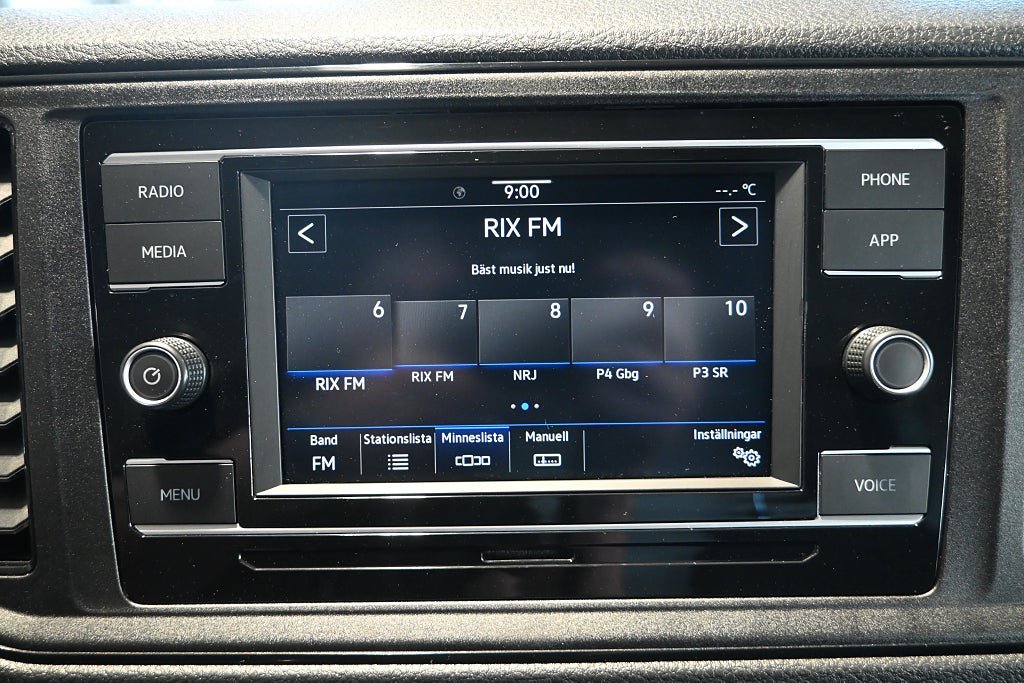 RADIO
MEDIA
MENU
9:00
--.- °C
RIX FM
Bäst musik just nu!
6 7 8 9 10
RIX FM RIX FM NRJ P4 Gbg P3 SR
Band Stationslista Minneslista Manuell Inställningar
FM
PHONE
APP
VOICE